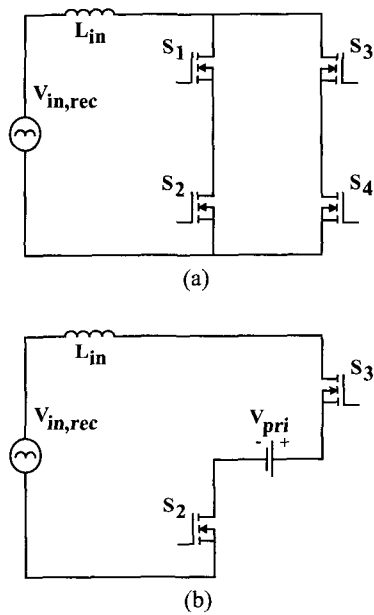 L_in
S_1
S_3
V_in,rec
S_2
S_4
(a)
L_in
S_3
V_in,rec
V_pri
- +
S_2
(b)